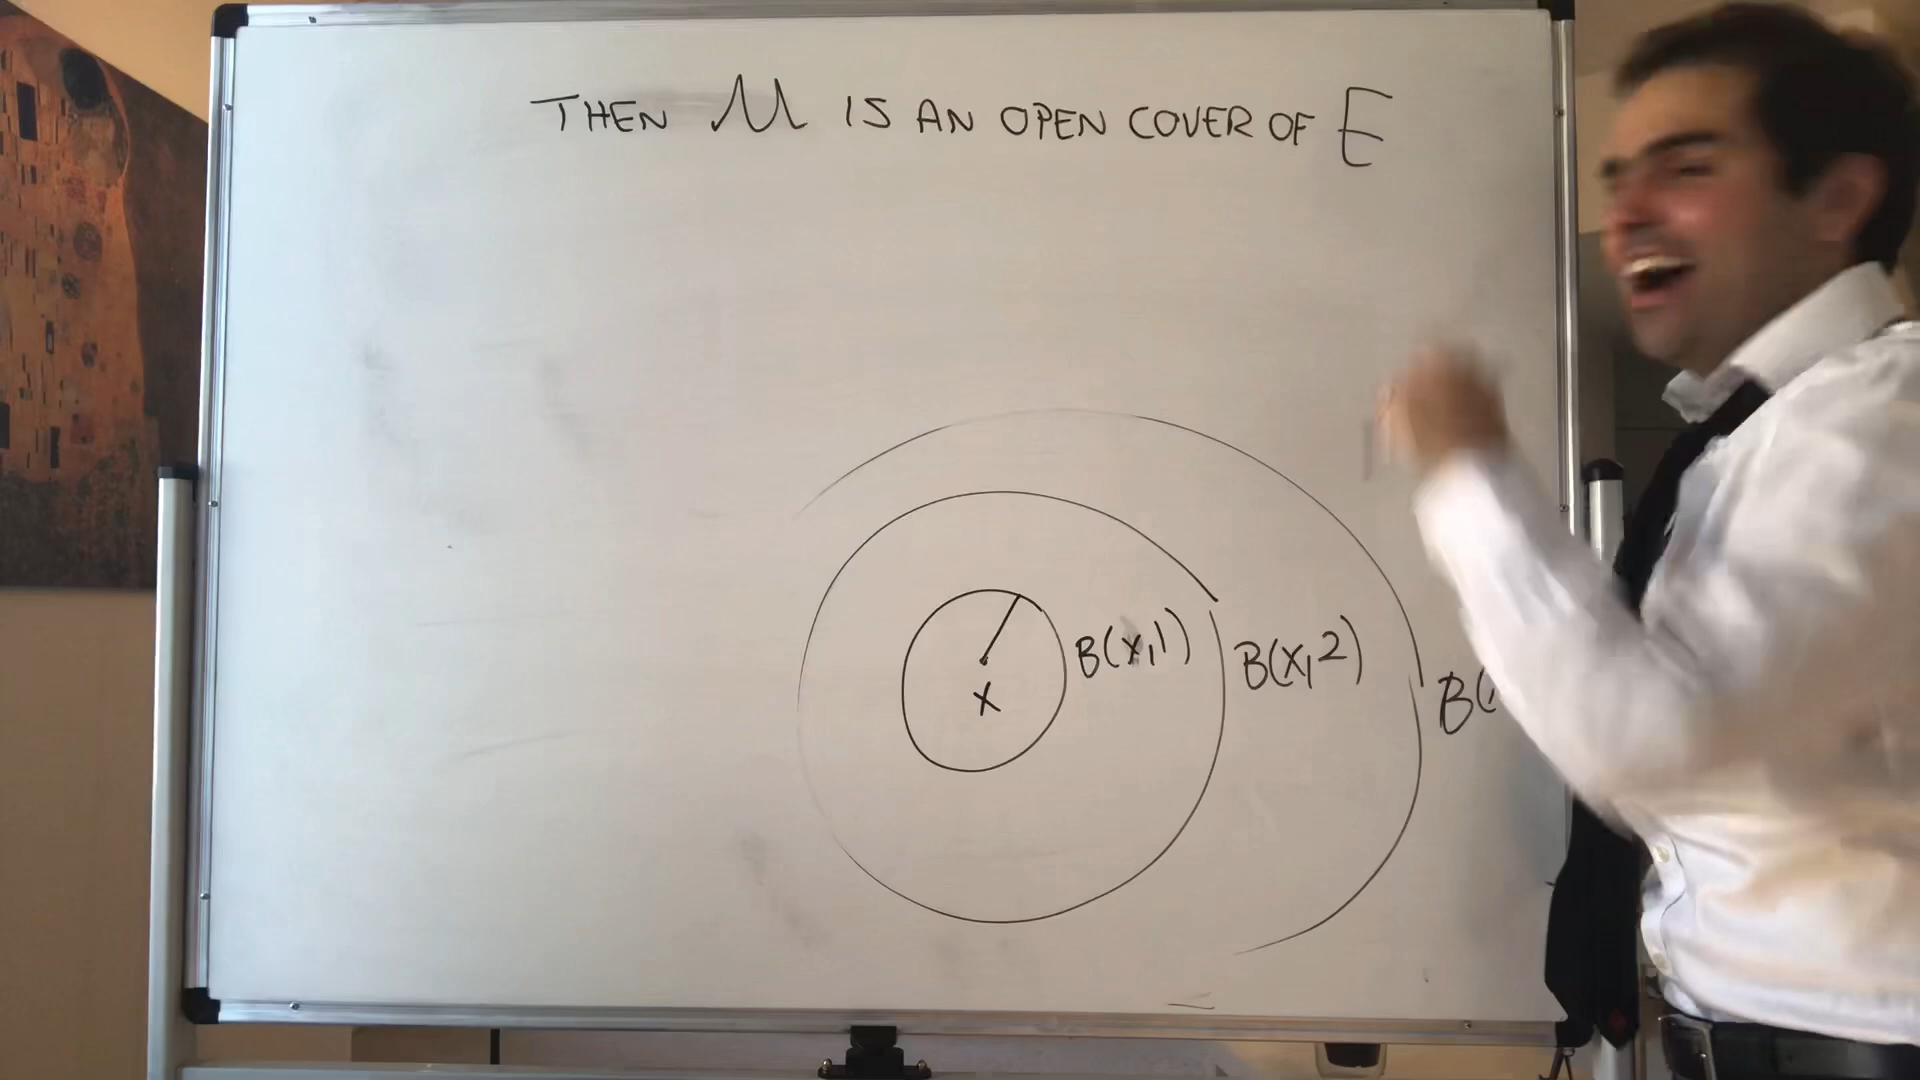 THEN U IS AN OPEN COVER OF E
B(x,1)
B(x,2)
B(
x